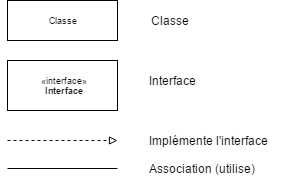 Classe Classe
«interface»
Interface Interface
Implémente l'interface
Association (utilise)